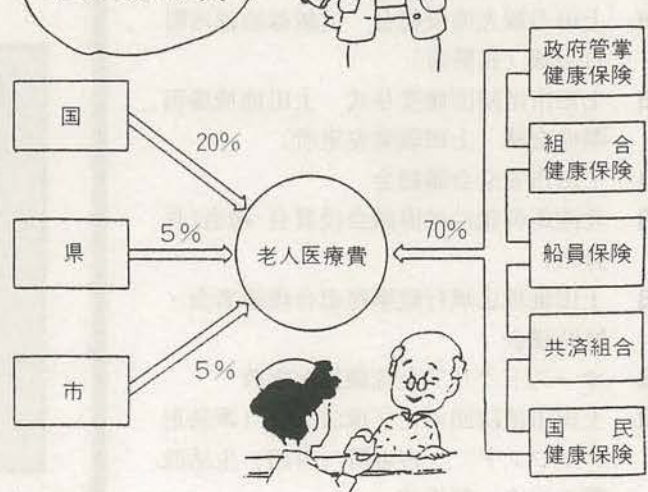 国
20%
県
5%
市
5%
老人医療費
70%
政府管掌
健康保険
組合
健康保険
船員保険
共済組合
国民
健康保険